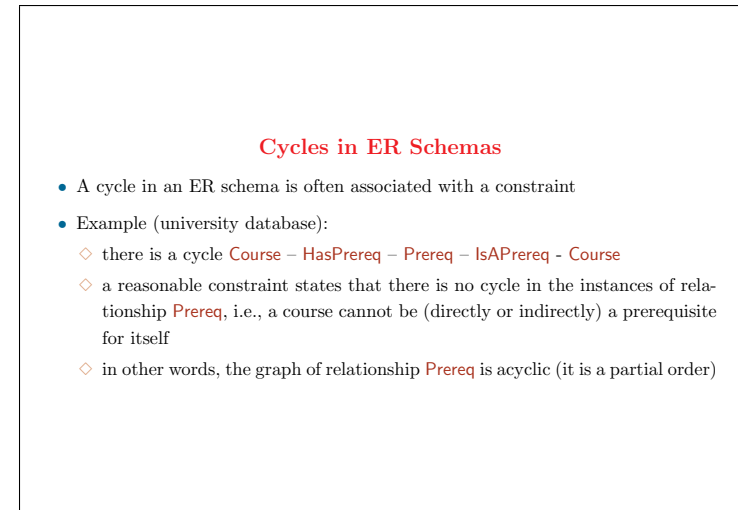 Cycles in ER Schemas
• A cycle in an ER schema is often associated with a constraint
• Example (university database):
◇ there is a cycle Course – HasPrereq – Prereq – IsAPrereq - Course
◇ a reasonable constraint states that there is no cycle in the instances of rela-
tionship Prereq, i.e., a course cannot be (directly or indirectly) a prerequisite
for itself
◇ in other words, the graph of relationship Prereq is acyclic (it is a partial order)